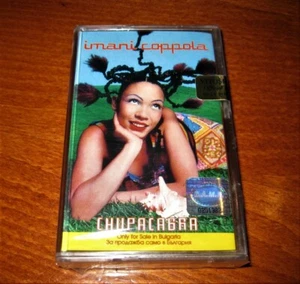 imani coppola
CHUPACABRA
Only for Sale in Bulgaria
За продажба само в България